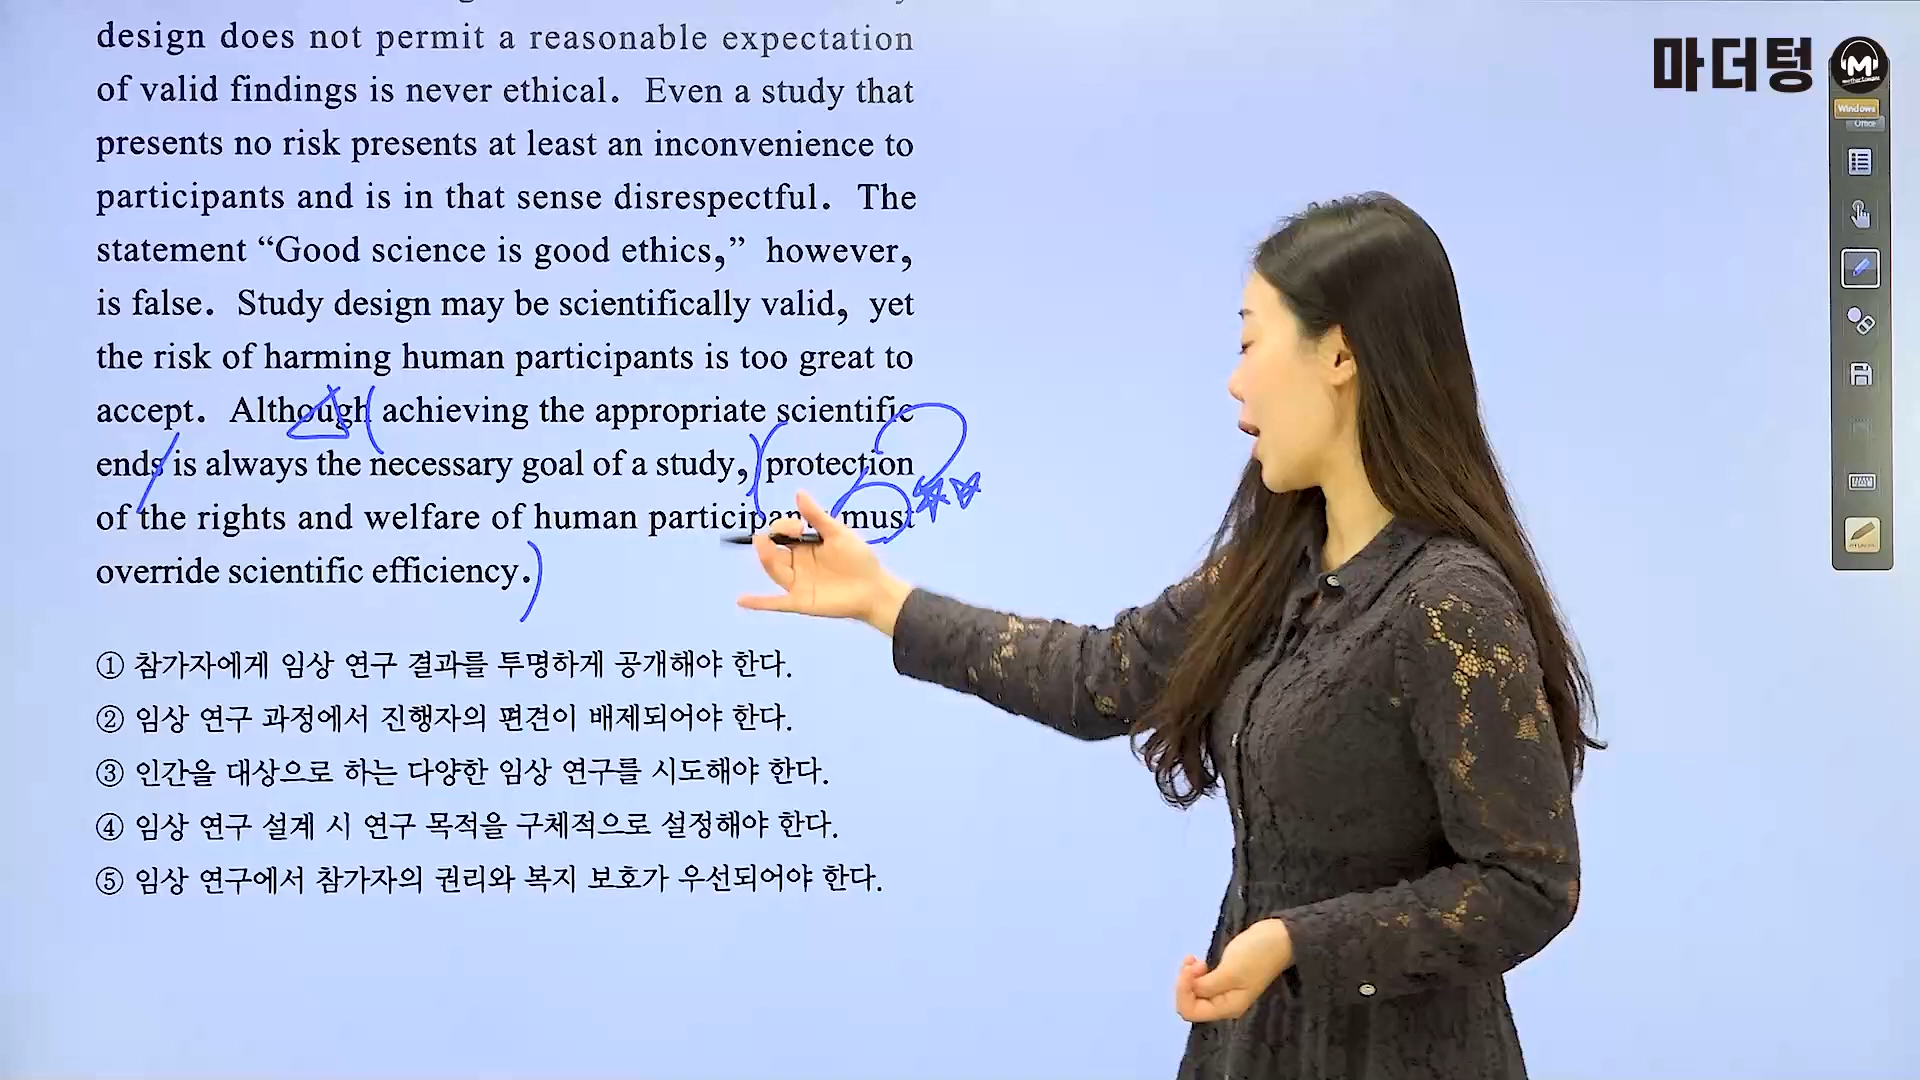 design does not permit a reasonable expectation
of valid findings is never ethical. Even a study that
presents no risk presents at least an inconvenience to
participants and is in that sense disrespectful. The
statement “Good science is good ethics,” however,
is false. Study design may be scientifically valid, yet
the risk of harming human participants is too great to
accept. Although achieving the appropriate scientific
ends is always the necessary goal of a study, protection
of the rights and welfare of human must
override scientific efficiency.
① 참가자에게 임상 연구 결과를 투명하게 공개해야 한다.
② 임상 연구 과정에서 진행자의 편견이 배제되어야 한다.
③ 인간을 대상으로 하는 다양한 임상 연구를 시도해야 한다.
④ 임상 연구 설계 시 연구 목적을 구체적으로 설정해야 한다.
⑤ 임상 연구에서 참가자의 권리와 복지 보호가 우선되어야 한다.
마더텅
M
Windows
Office